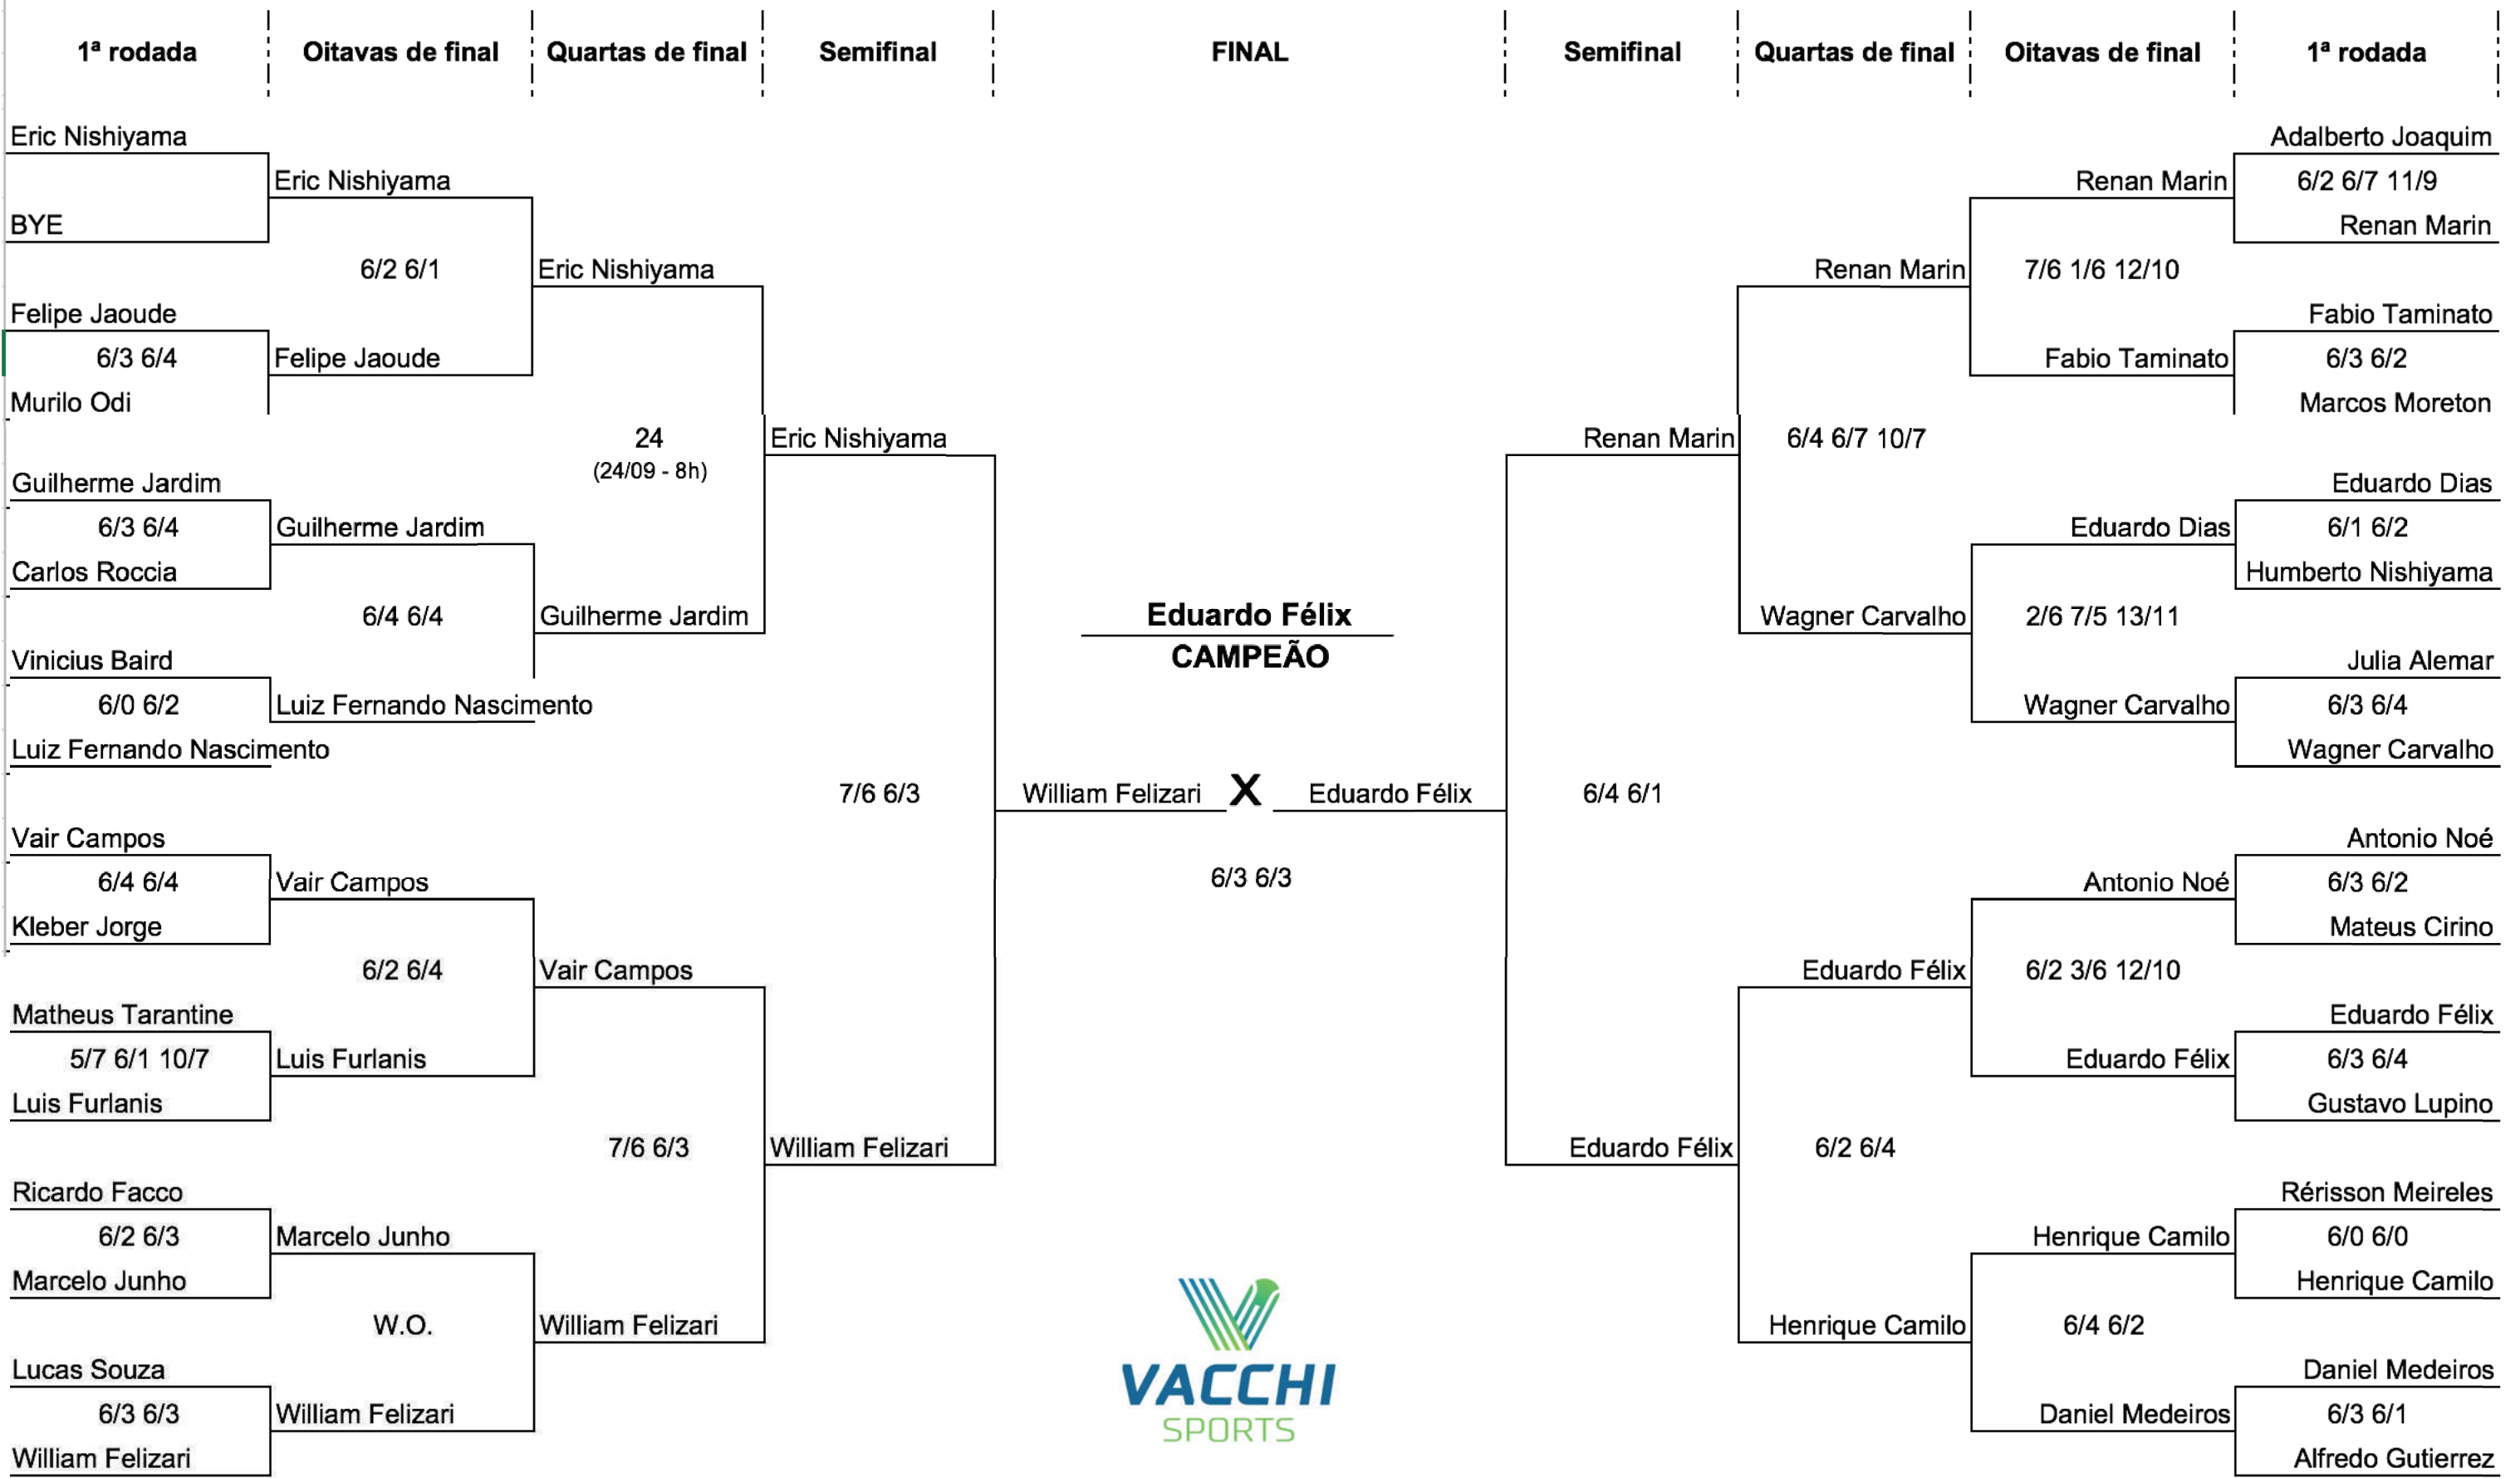 1ª rodada
Oitavas de final
Quartas de final
Semifinal
FINAL
Semifinal
Quartas de final
Oitavas de final
1ª rodada
Eric Nishiyama
BYE
Felipe Jaoude
6/3 6/4
Murilo Odi
Guilherme Jardim
6/3 6/4
Carlos Roccia
Vinicius Baird
6/0 6/2
Luiz Fernando Nascimento
Vair Campos
6/4 6/4
Kleber Jorge
Matheus Tarantine
5/7 6/1 10/7
Luis Furlanis
Ricardo Facco
6/2 6/3
Marcelo Junho
Lucas Souza
6/3 6/3
William Felizari
Eric Nishiyama
6/2 6/1
Felipe Jaoude
Guilherme Jardim
6/4 6/4
Luiz Fernando Nascimento
Vair Campos
6/2 6/4
Luis Furlanis
Marcelo Junho
W.O.
William Felizari
Eric Nishiyama
24
(24/09 - 8h)
Guilherme Jardim
Vair Campos
7/6 6/3
William Felizari
Eric Nishiyama
7/6 6/3
William Felizari
Eduardo Félix
CAMPEÃO
William Felizari X Eduardo Félix
6/3 6/3
VACCHI
SPORTS
Renan Marin
6/4 6/1
Eduardo Félix
Renan Marin
6/4 6/7 10/7
Wagner Carvalho
Eduardo Félix
6/2 6/4
Henrique Camilo
Renan Marin
7/6 1/6 12/10
Fabio Taminato
Eduardo Dias
2/6 7/5 13/11
Wagner Carvalho
Antonio Noé
6/2 3/6 12/10
Eduardo Félix
Henrique Camilo
6/4 6/2
Daniel Medeiros
Adalberto Joaquim
6/2 6/7 11/9
Renan Marin
Fabio Taminato
6/3 6/2
Marcos Moreton
Eduardo Dias
6/1 6/2
Humberto Nishiyama
Julia Alemar
6/3 6/4
Wagner Carvalho
Antonio Noé
6/3 6/2
Mateus Cirino
Eduardo Félix
6/3 6/4
Gustavo Lupino
Rérisson Meireles
6/0 6/0
Henrique Camilo
Daniel Medeiros
6/3 6/1
Alfredo Gutierrez